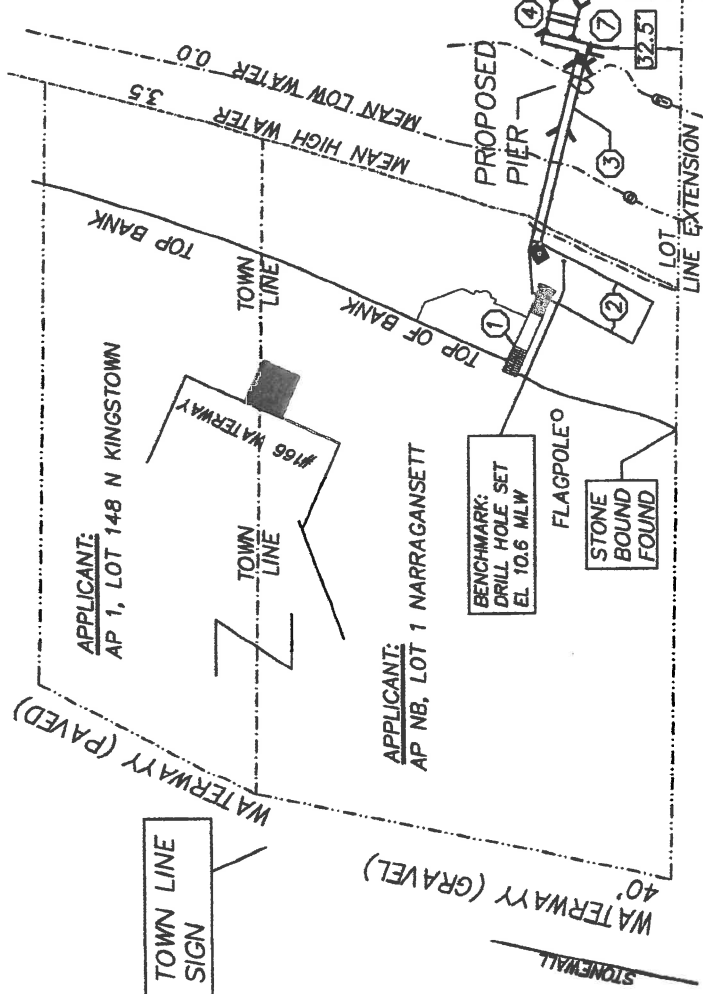 4
7
32.5'
0.0
MEAN LOW WATER
3.5
MEAN HIGH WATER
PROPOSED
PIER
3
TOP BANK
TOWN
LINE
LOT
LINE EXTENSION
TOP OF BANK
1
2
APPLICANT:
AP 1, LOT 148 N KINGSTOWN
#166 WATERWAY
TOWN
LINE
BENCHMARK:
DRILL HOLE SET
EL 10.6 MLW
FLAGPOLE
STONE
BOUND
FOUND
APPLICANT:
AP NB, LOT 1 NARRAGANSETT
WATERWAYY (PAVED)
TOWN LINE
SIGN
WATERWAYY (GRAVEL)
40'
STONEWALL